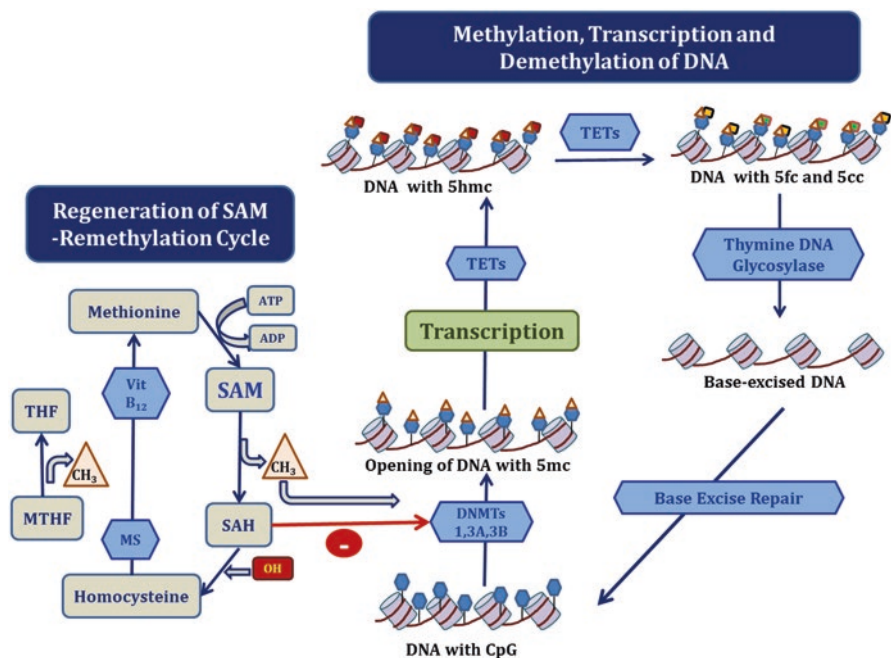 Methylation, Transcription and
Demethylation of DNA
TETs
DNA with 5hmc
DNA with 5fc and 5cc
Regeneration of SAM
-Remethylation Cycle
Thymine DNA
Glycosylase
TETs
ATP
Methionine
ADP
Transcription
Base-excised DNA
Vit
B₁₂
SAM
THF
CH₃
CH₃
Opening of DNA with 5mc
MTHF
MS
SAH
-
DNMTs
1,3A,3B
Base Excise Repair
OH
Homocysteine
DNA with CpG